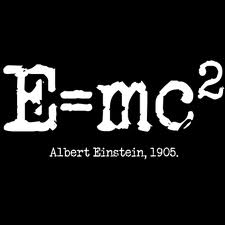 E=mc²
Albert Einstein, 1905.